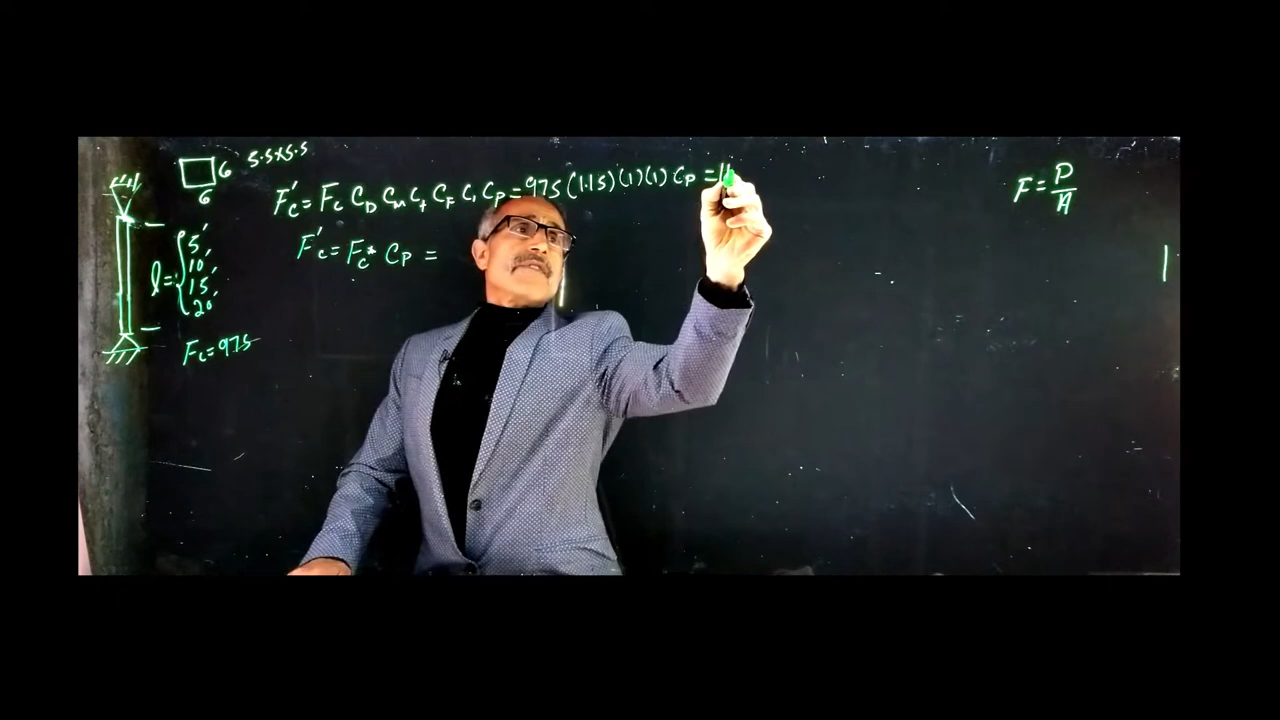 6 5.5x5.5
6
F'c = Fc CD CM Ct CF Ci CP = 975 (1.15)(1)(1) CP = 11
F'c = Fc* CP =
F = P/A
l = { 5', 10', 15', 20'
Fc = 975